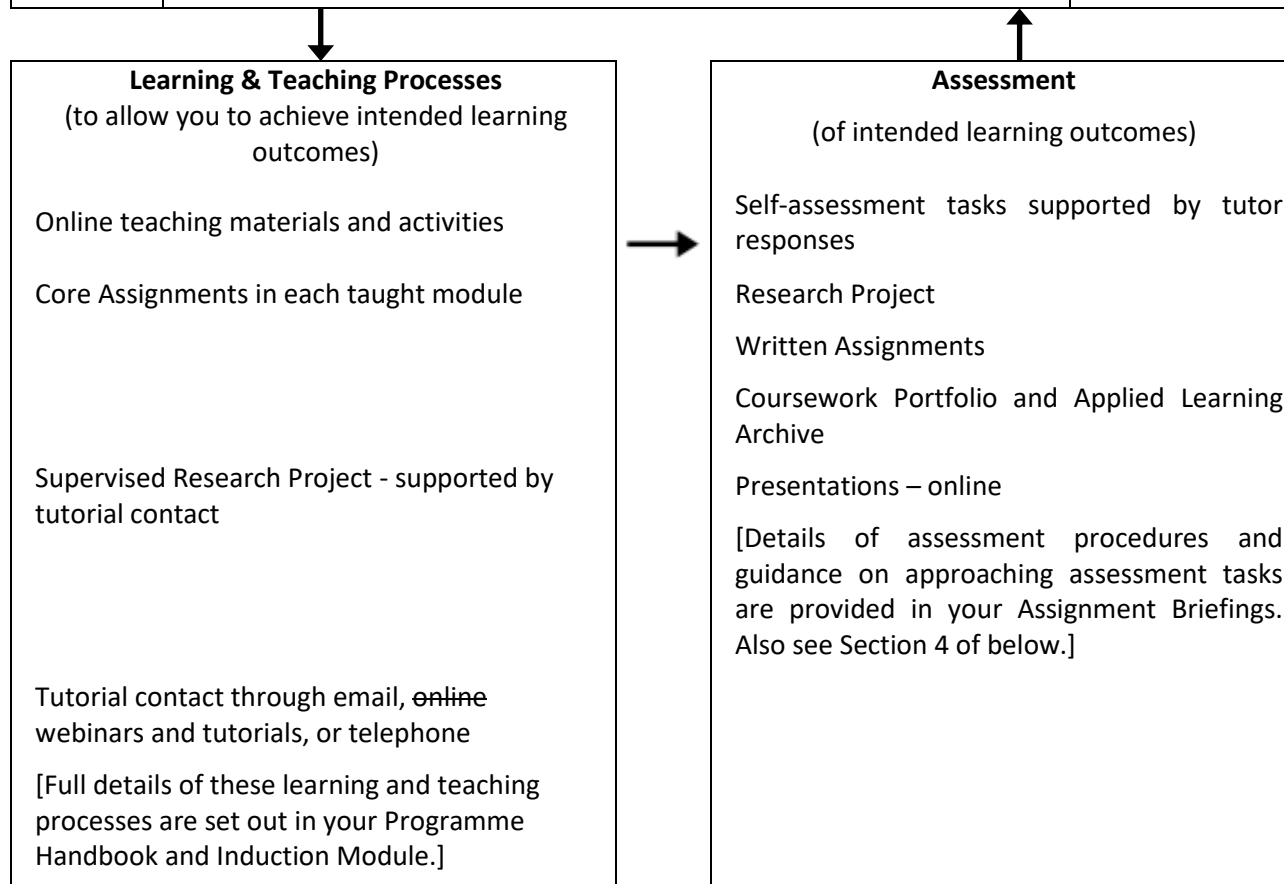 Learning & Teaching Processes
(to allow you to achieve intended learning
outcomes)
Online teaching materials and activities
Core Assignments in each taught module
Supervised Research Project - supported by
tutorial contact
Tutorial contact through email, online
webinars and tutorials, or telephone
[Full details of these learning and teaching
processes are set out in your Programme
Handbook and Induction Module.]
Assessment
(of intended learning outcomes)
Self-assessment tasks supported by tutor
responses
Research Project
Written Assignments
Coursework Portfolio and Applied Learning
Archive
Presentations – online
[Details of assessment procedures and
guidance on approaching assessment tasks
are provided in your Assignment Briefings.
Also see Section 4 of below.]